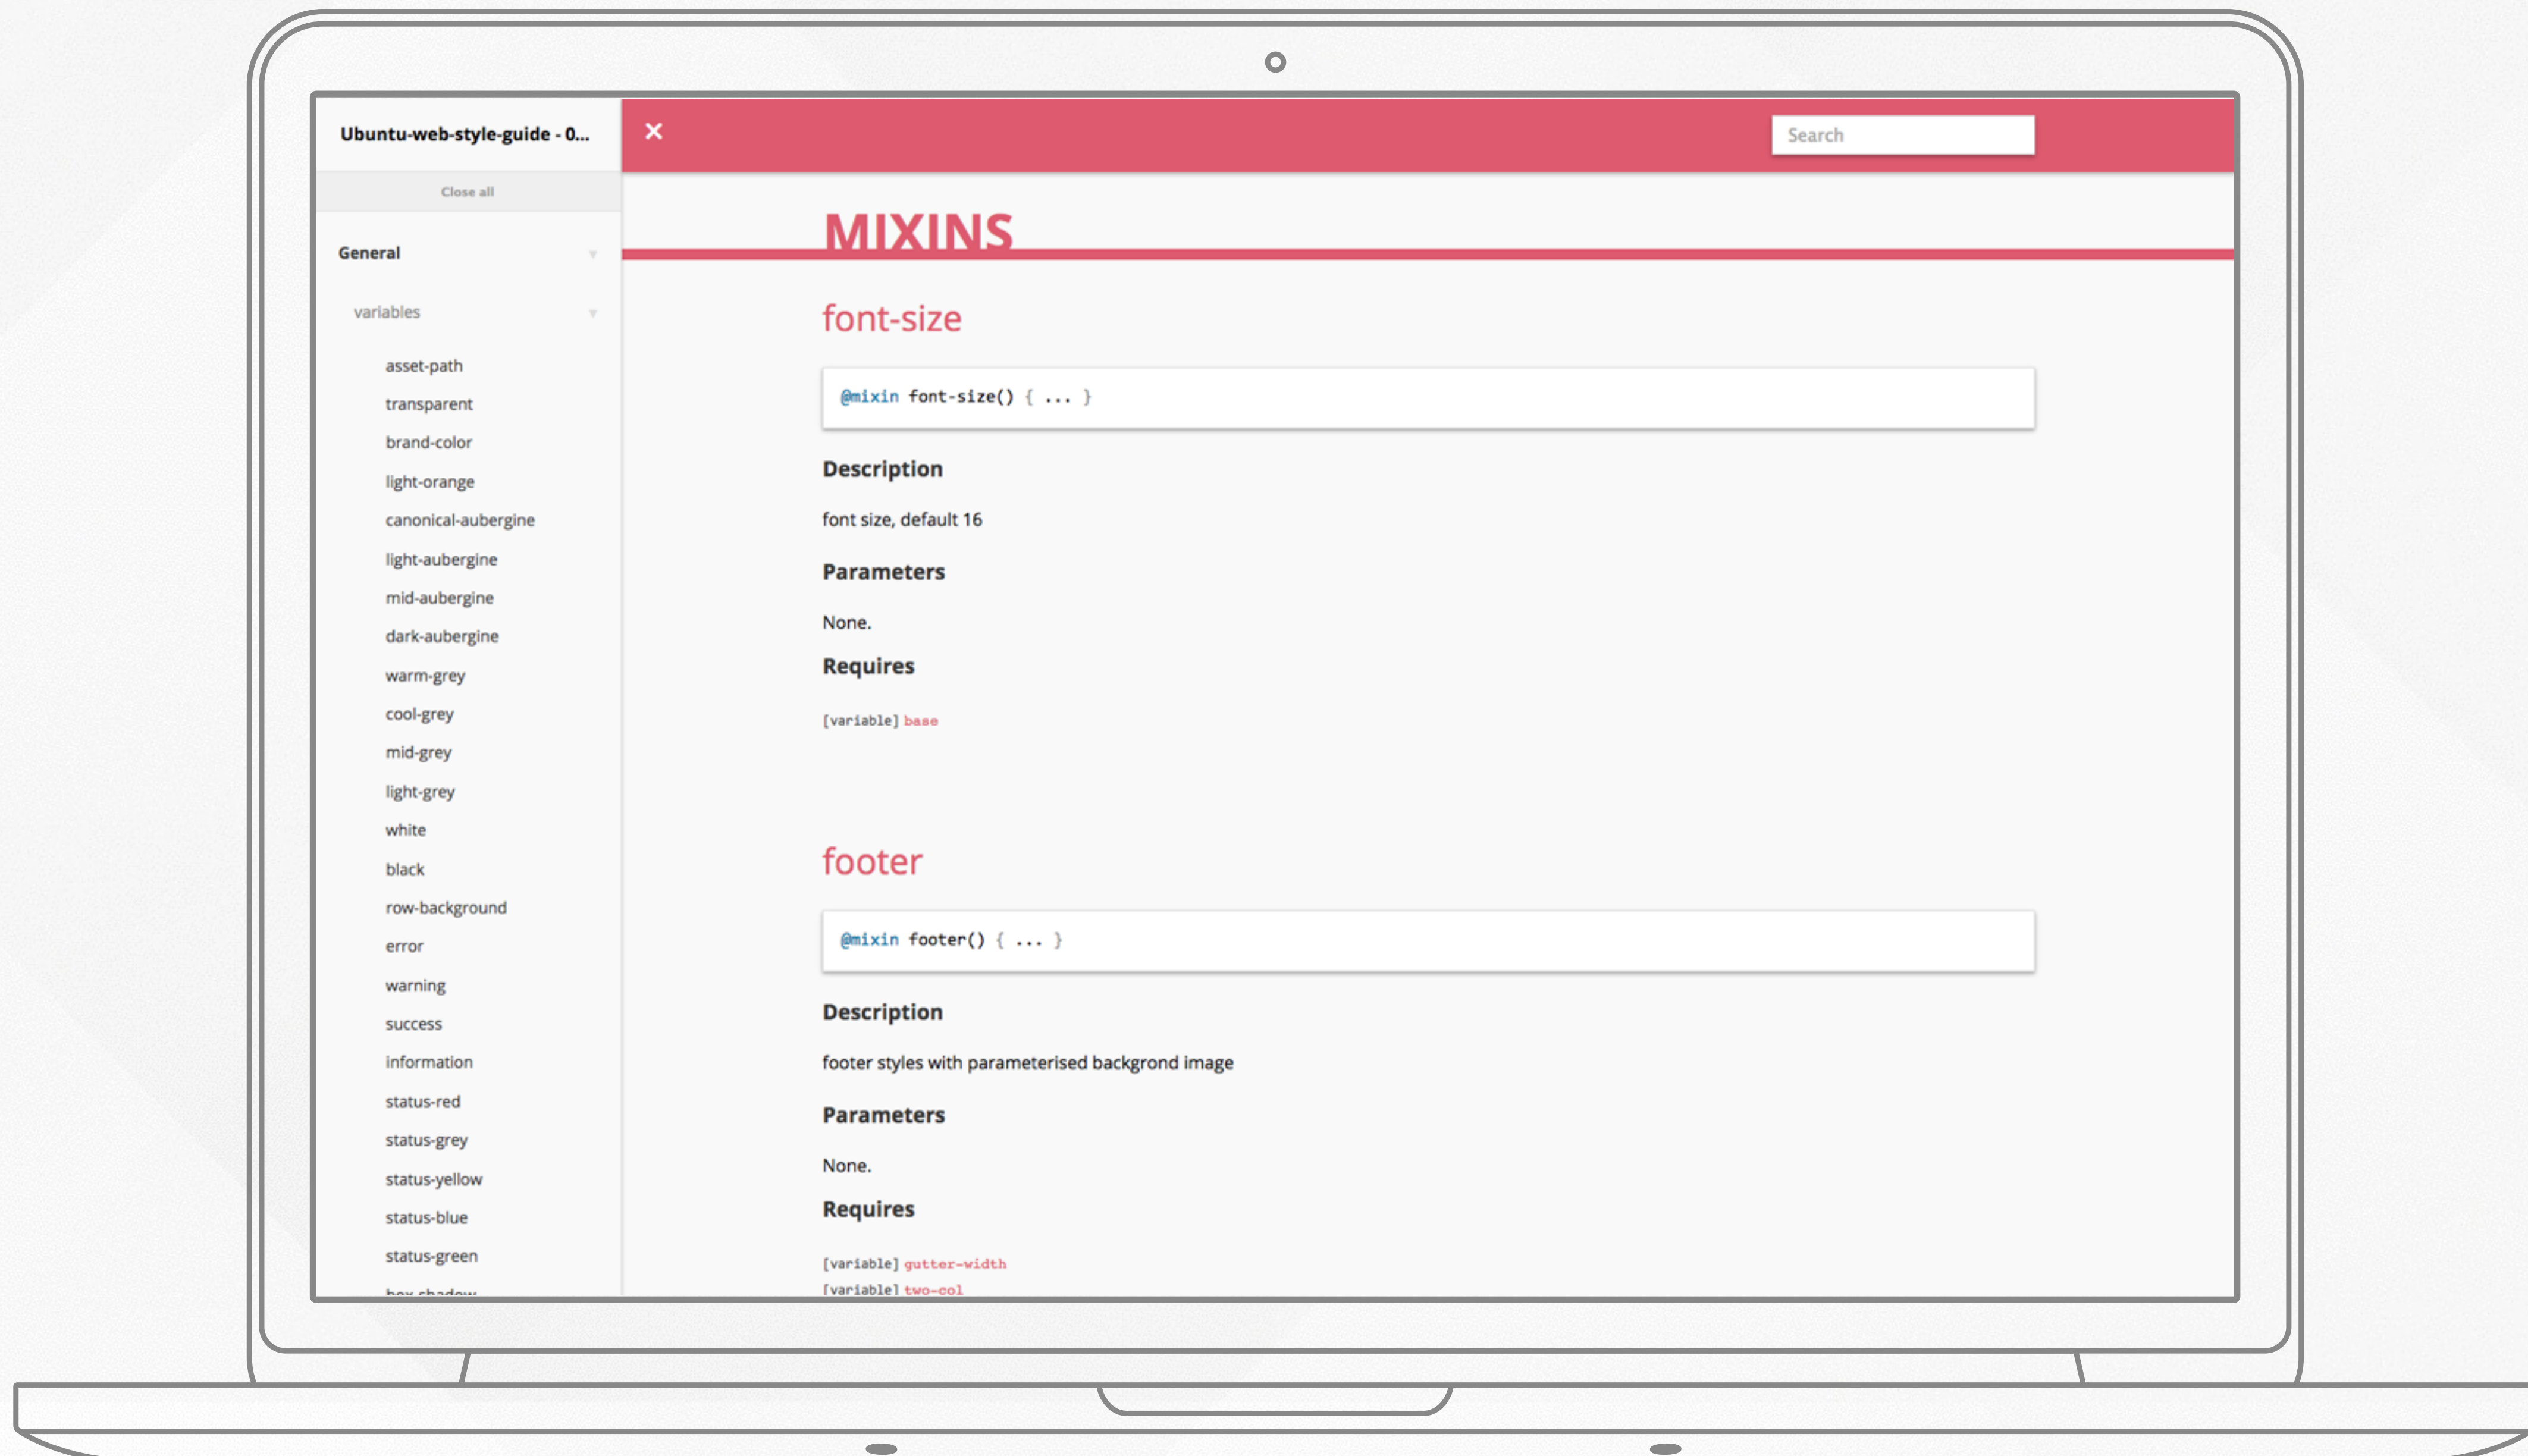 Ubuntu-web-style-guide - 0...
Close all
General
variables
asset-path
transparent
brand-color
light-orange
canonical-aubergine
light-aubergine
mid-aubergine
dark-aubergine
warm-grey
cool-grey
mid-grey
light-grey
white
black
row-background
error
warning
success
information
status-red
status-grey
status-yellow
status-blue
status-green
box-shadow
Search
MIXINS
font-size
@mixin font-size() { ... }
Description
font size, default 16
Parameters
None.
Requires
[variable] base
footer
@mixin footer() { ... }
Description
footer styles with parameterised backgrond image
Parameters
None.
Requires
[variable] gutter-width
[variable] two-col